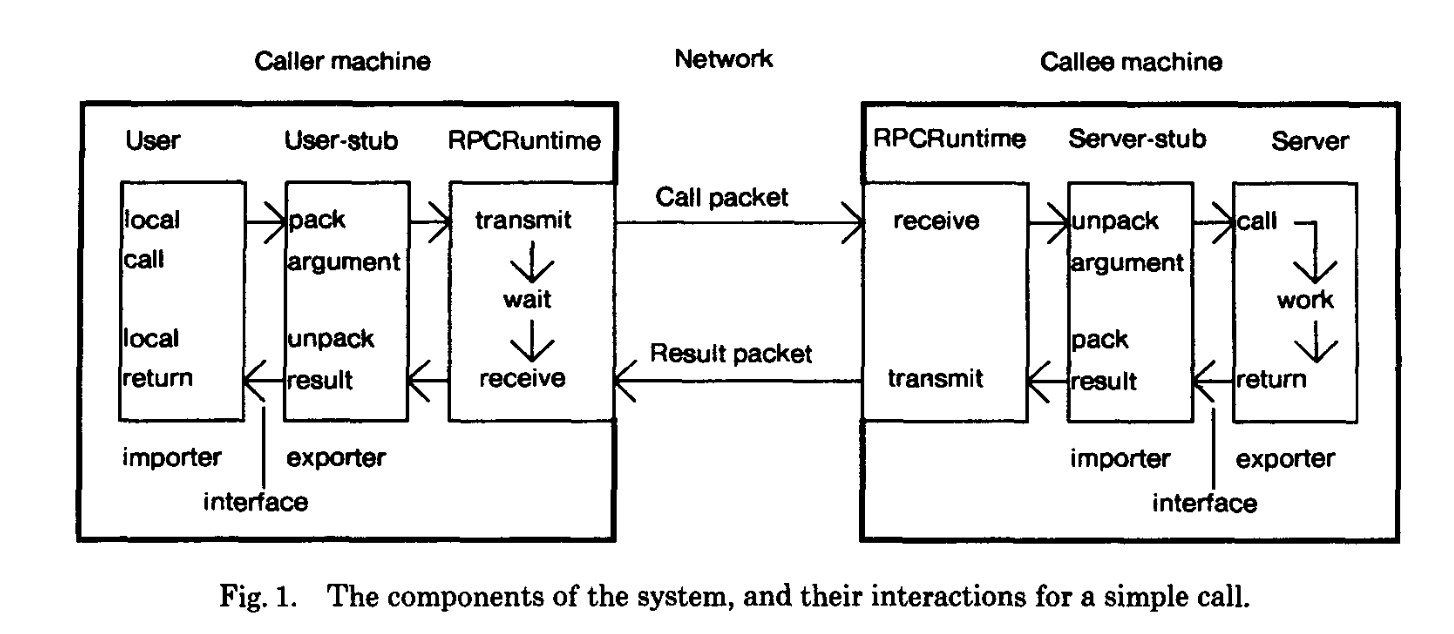 Caller machine Network Callee machine
User User-stub RPCRuntime RPCRuntime Server-stub Server
Call packet
local pack transmit receive unpack call
call argument argument
wait work
local unpack pack
Result packet
return result receive transmit result return
importer exporter importer exporter
interface interface
Fig. 1. The components of the system, and their interactions for a simple call.